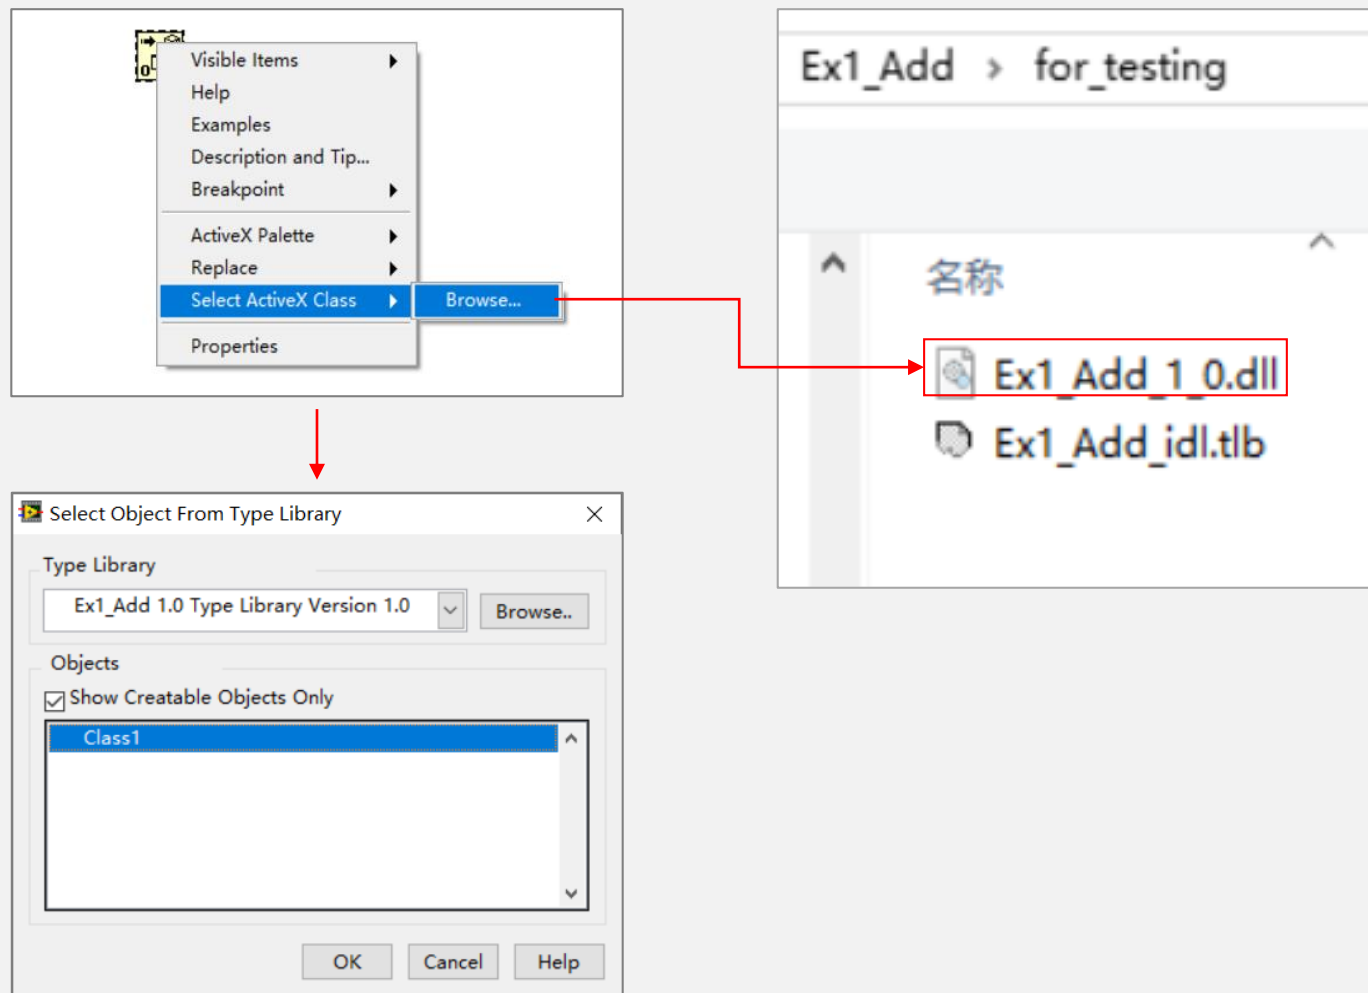 Visible Items
Help
Examples
Description and Tip...
Breakpoint
ActiveX Palette
Replace
Select ActiveX Class
Browse...
Properties
Ex1_Add > for_testing
名称
Ex1_Add_1_0.dll
Ex1_Add_idl.tlb
Select Object From Type Library
Type Library
Ex1_Add 1.0 Type Library Version 1.0
Browse..
Objects
Show Creatable Objects Only
Class1
OK Cancel Help